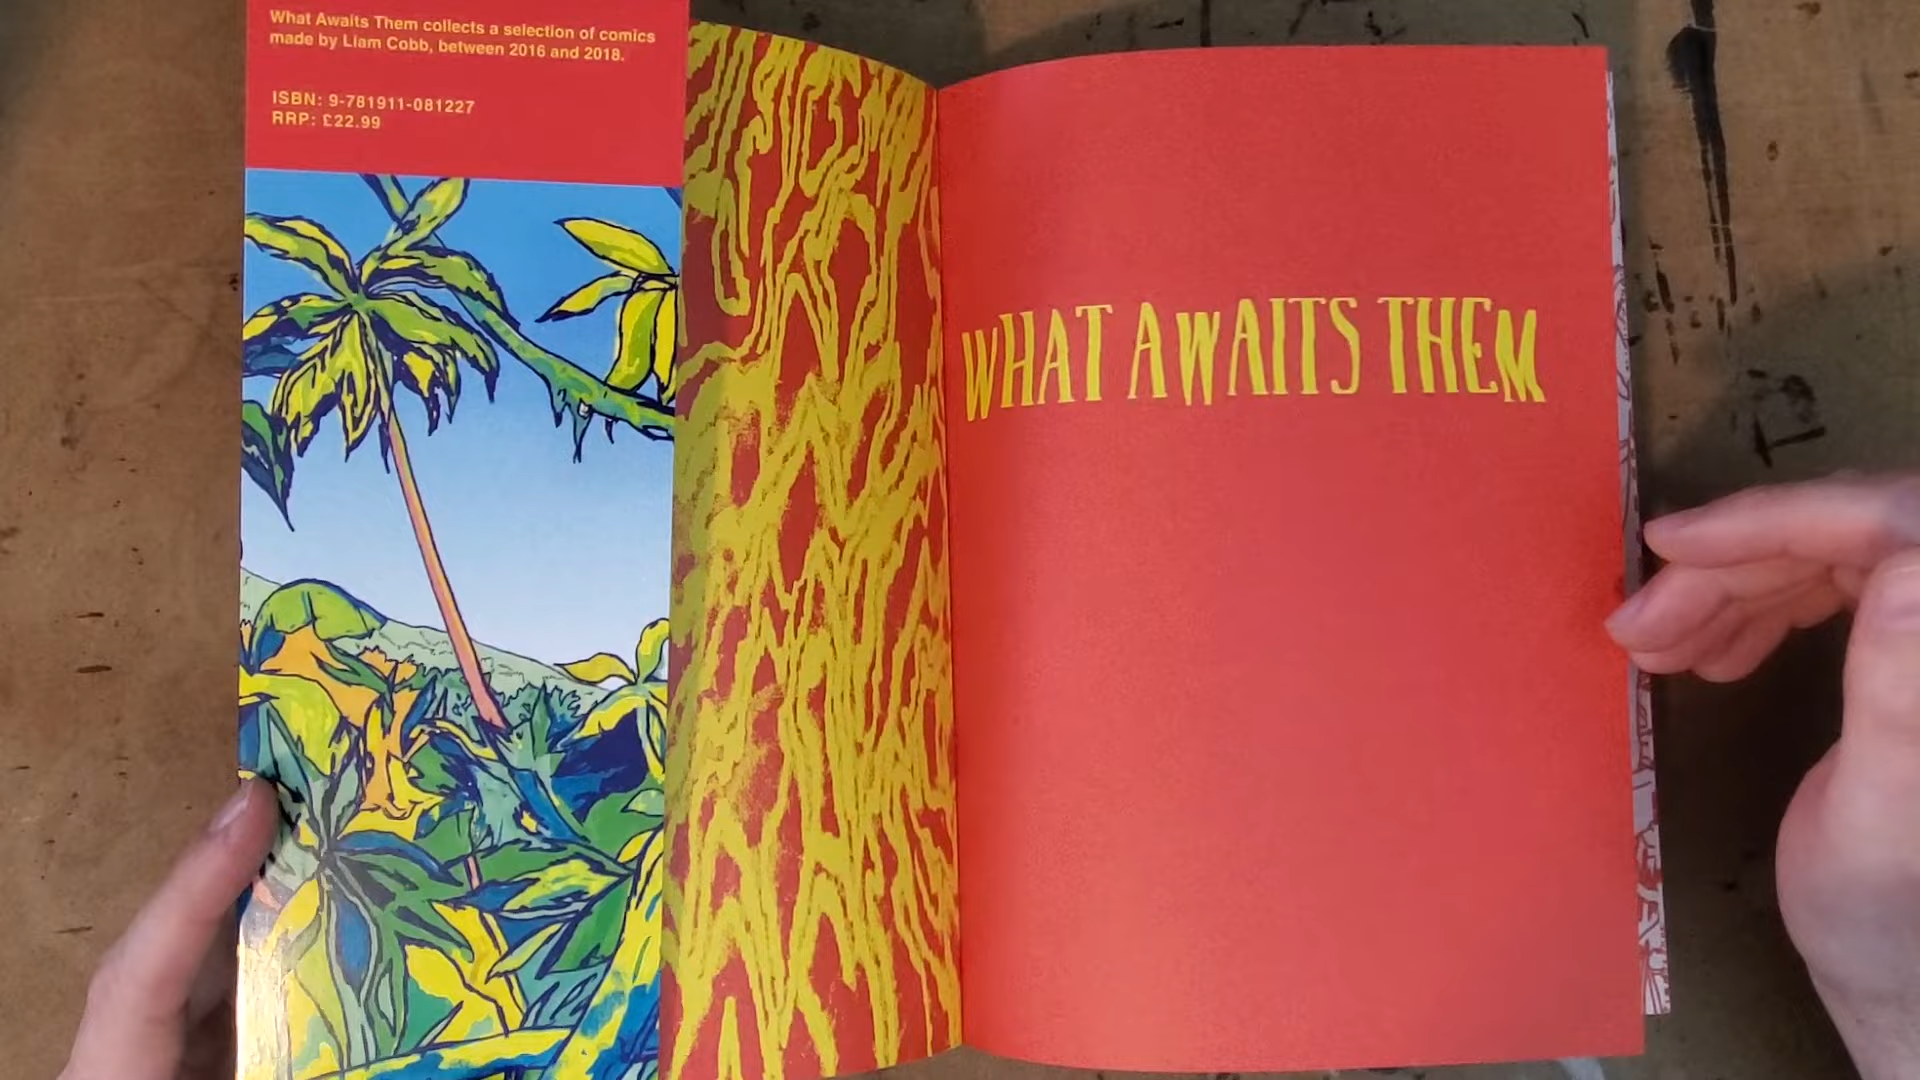 What Awaits Them collects a selection of comics
made by Liam Cobb, between 2016 and 2018.
ISBN: 9-781911-081227
RRP: £22.99
WHAT AWAITS THEM